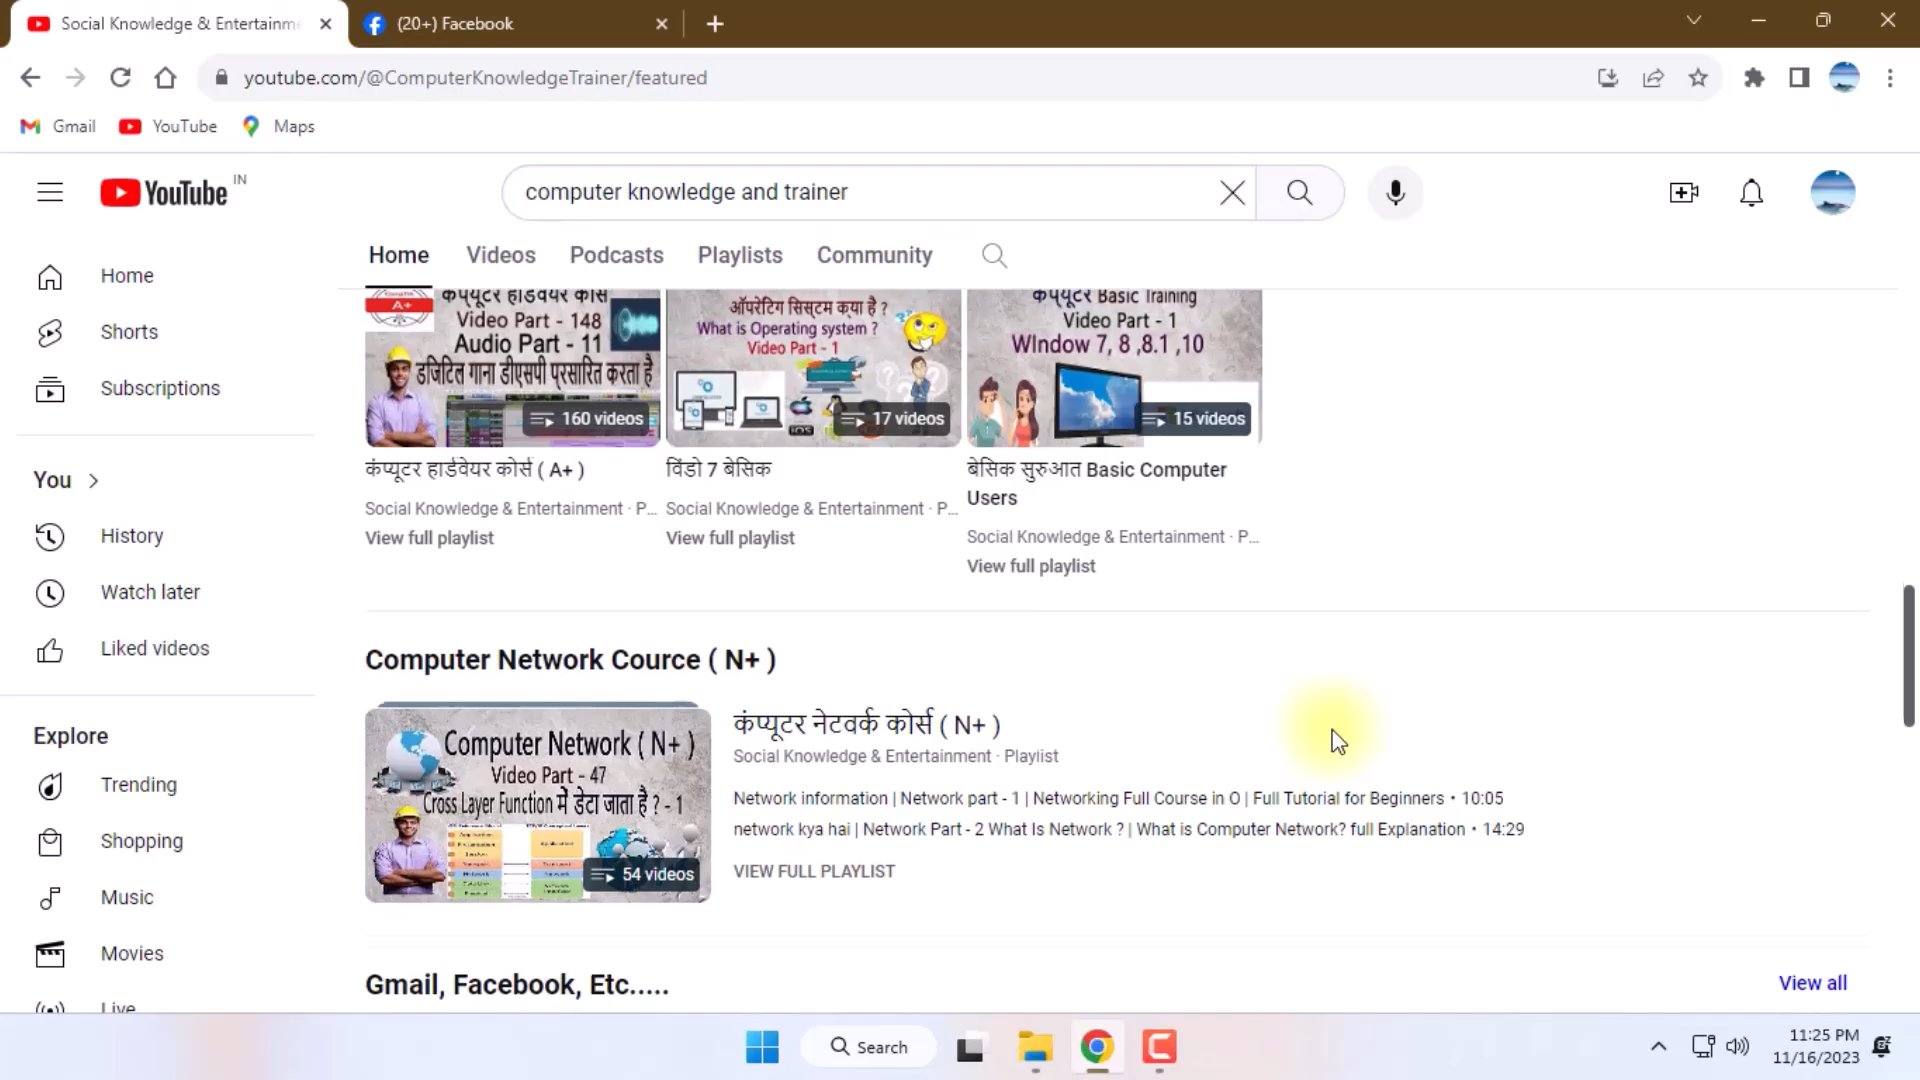 Social Knowledge & Entertainme
(20+) Facebook
youtube.com/@ComputerKnowledgeTrainer/featured
Gmail
YouTube
Maps
YouTube IN
computer knowledge and trainer
Home
Videos
Podcasts
Playlists
Community
Home
Shorts
Subscriptions
You
History
Watch later
Liked videos
Explore
Trending
Shopping
Music
Movies
Live
A+
कंप्यूटर हार्डवेयर कोर्स
Video Part - 148
Audio Part - 11
डिजिटल गाना डीएसपी प्रसारित करता है
160 videos
कंप्यूटर हार्डवेयर कोर्स ( A+ )
Social Knowledge & Entertainment · P...
View full playlist
ऑपरेटिंग सिस्टम क्या है ?
What is Operating system ?
Video Part - 1
iOS
17 videos
विंडो 7 बेसिक
Social Knowledge & Entertainment · P...
View full playlist
कंप्यूटर Basic Training
Video Part - 1
WIndow 7, 8 ,8.1 ,10
15 videos
बेसिक सुरुआत Basic Computer
Users
Social Knowledge & Entertainment · P...
View full playlist
Computer Network Cource ( N+ )
Computer Network ( N+ )
Video Part - 47
Cross Layer Function में डेटा जाता है ? - 1
54 videos
कंप्यूटर नेटवर्क कोर्स ( N+ )
Social Knowledge & Entertainment · Playlist
Network information | Network part - 1 | Networking Full Course in O | Full Tutorial for Beginners · 10:05
network kya hai | Network Part - 2 What Is Network ? | What is Computer Network? full Explanation · 14:29
VIEW FULL PLAYLIST
Gmail, Facebook, Etc.....
View all
Search
11:25 PM
11/16/2023